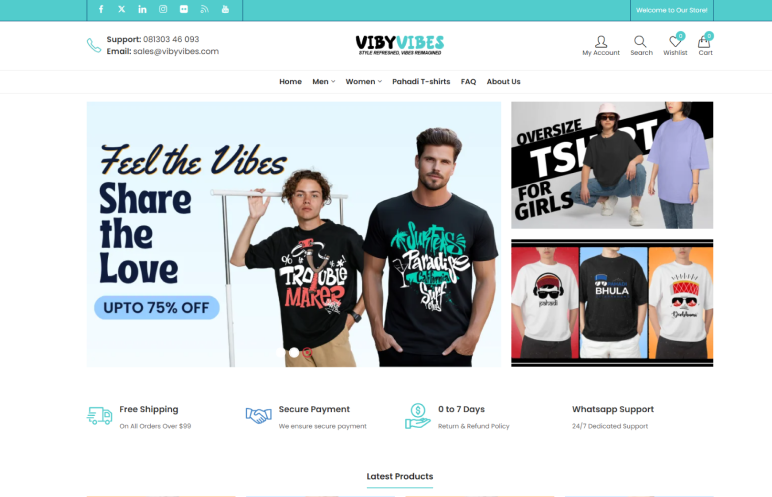 Welcome to Our Store!
Support: 081303 46 093
Email: sales@vibyvibes.com
VIBYVIBES
STYLE REFRESHED, VIBES REIMAGINED
My Account
Search
0
Wishlist
0
Cart
Home
Men
Women
Pahadi T-shirts
FAQ
About Us
Feel the Vibes
Share
the
Love
UPTO 75% OFF
TROUBLE
MAKER
Surfers
Paradise
Surf
OVERSIZE
TSHIRT
FOR
GIRLS
pahadi
BHULA
Free Shipping
On All Orders Over $99
Secure Payment
We ensure secure payment
0 to 7 Days
Return & Refund Policy
Whatsapp Support
24/7 Dedicated Support
Latest Products